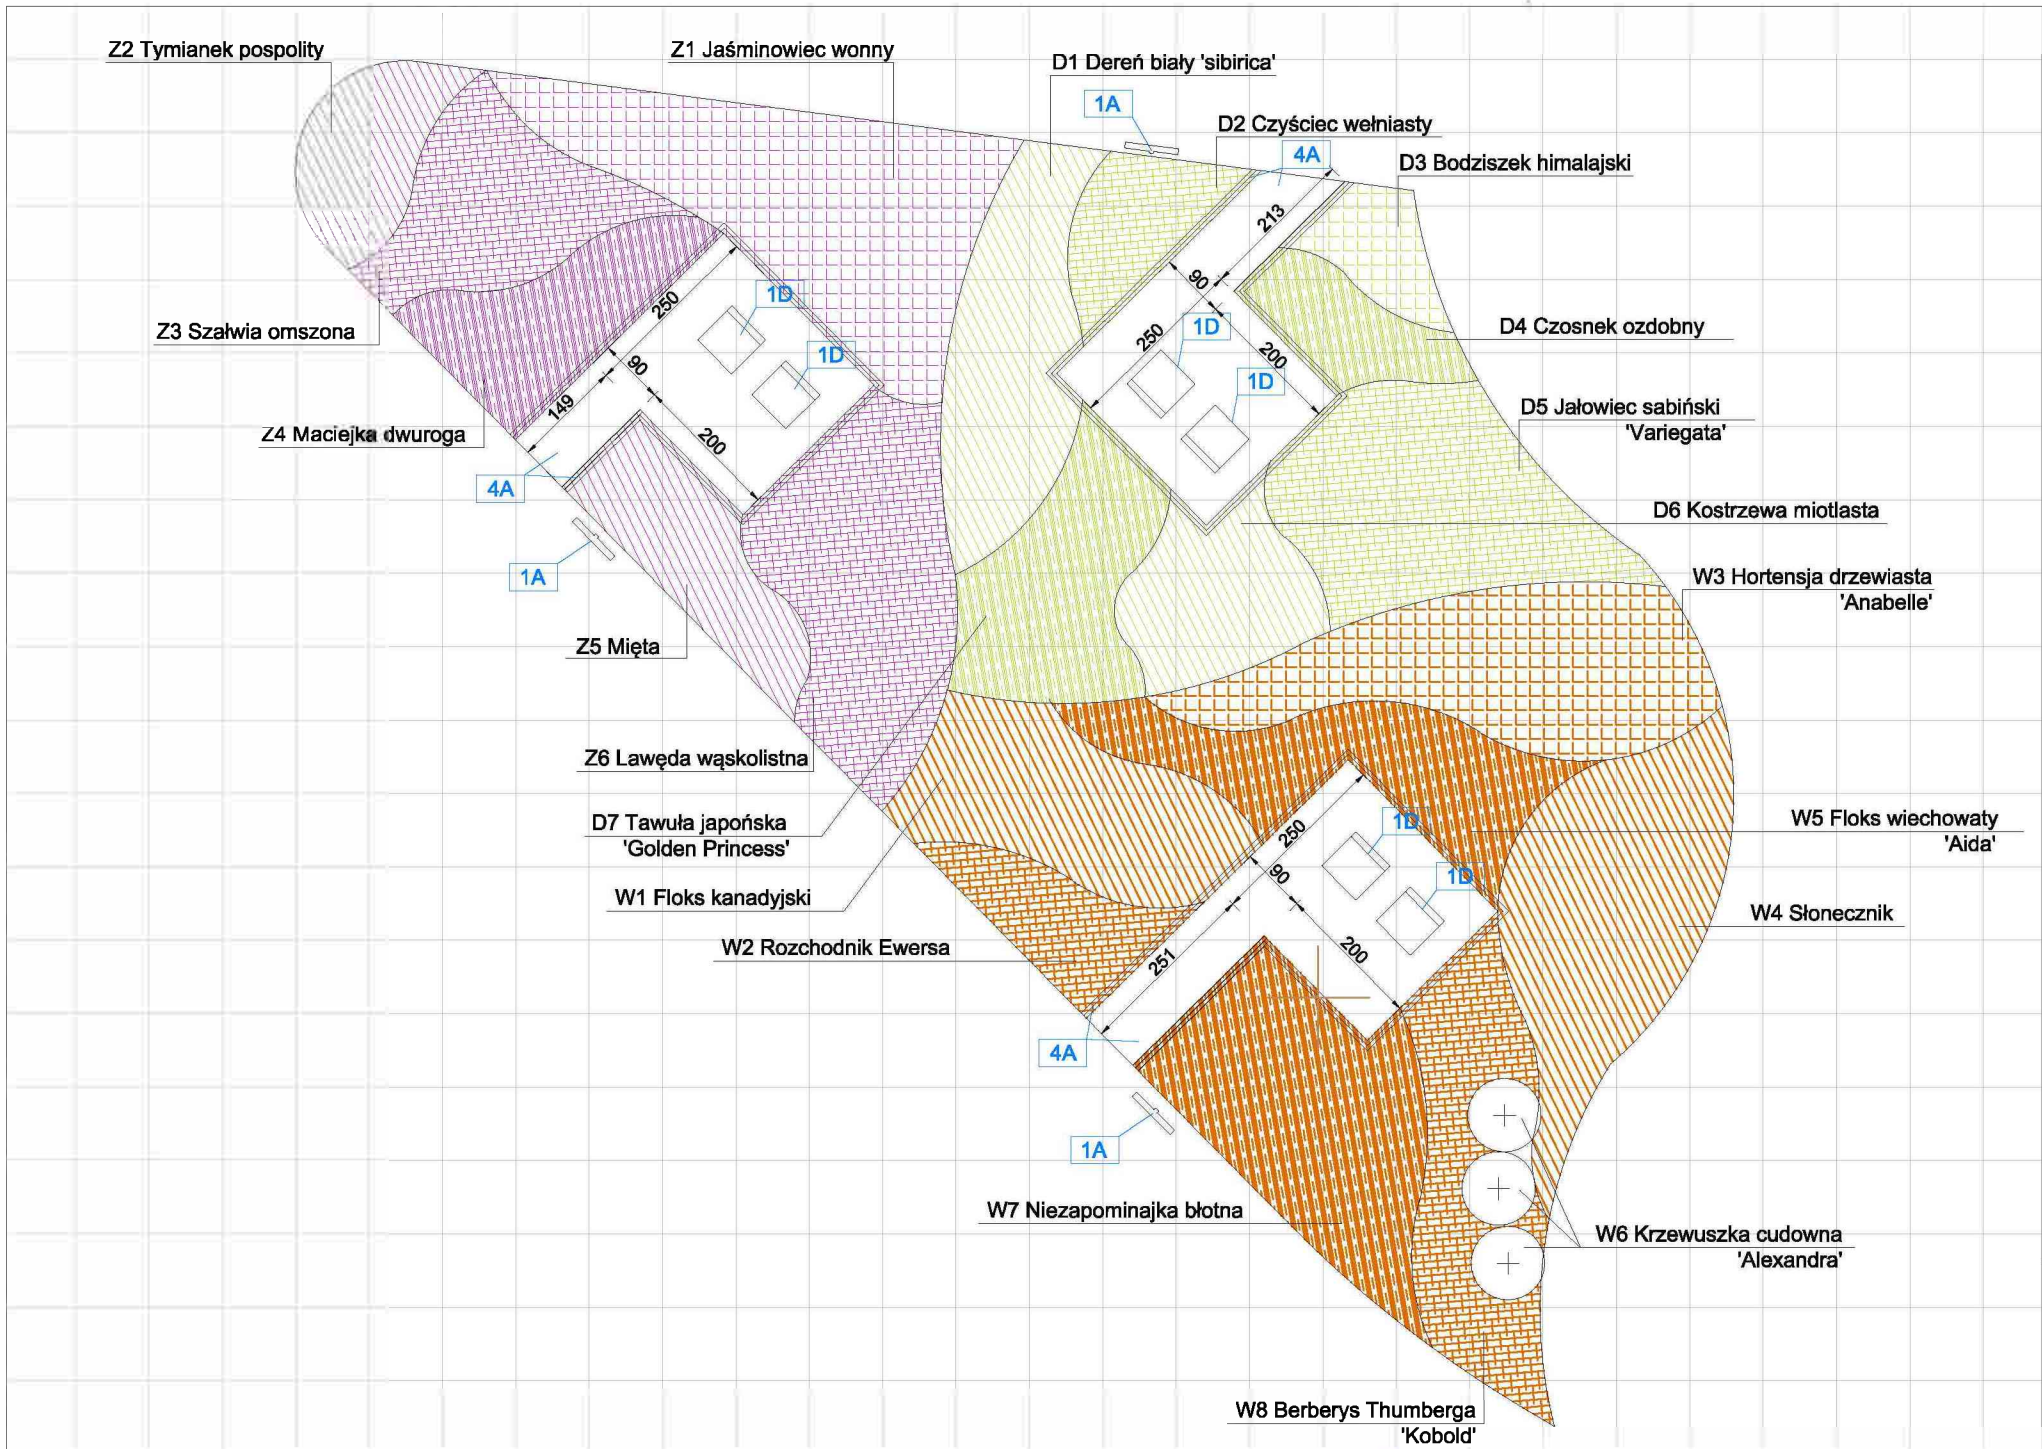 Z2 Tymianek pospolity
Z1 Jaśminowiec wonny
D1 Dereń biały 'sibirica'
1A
D2 Czyściec wełniasty
4A
D3 Bodziszek himalajski
213
90
250
1D
1D
200
250
1D
1D
90
149
200
Z3 Szałwia omszona
D4 Czosnek ozdobny
D5 Jałowiec sabiński
'Variegata'
Z4 Maciejka dwuroga
4A
1A
D6 Kostrzewa miotlasta
W3 Hortensja drzewiasta
'Anabelle'
Z5 Mięta
Z6 Lawęda wąskolistna
D7 Tawuła japońska
'Golden Princess'
W1 Floks kanadyjski
W2 Rozchodnik Ewersa
250
1D
1D
90
200
251
W5 Floks wiechowaty
'Aida'
W4 Słonecznik
4A
1A
W7 Niezapominajka błotna
W6 Krzewuszka cudowna
'Alexandra'
W8 Berberys Thumberga
'Kobold'